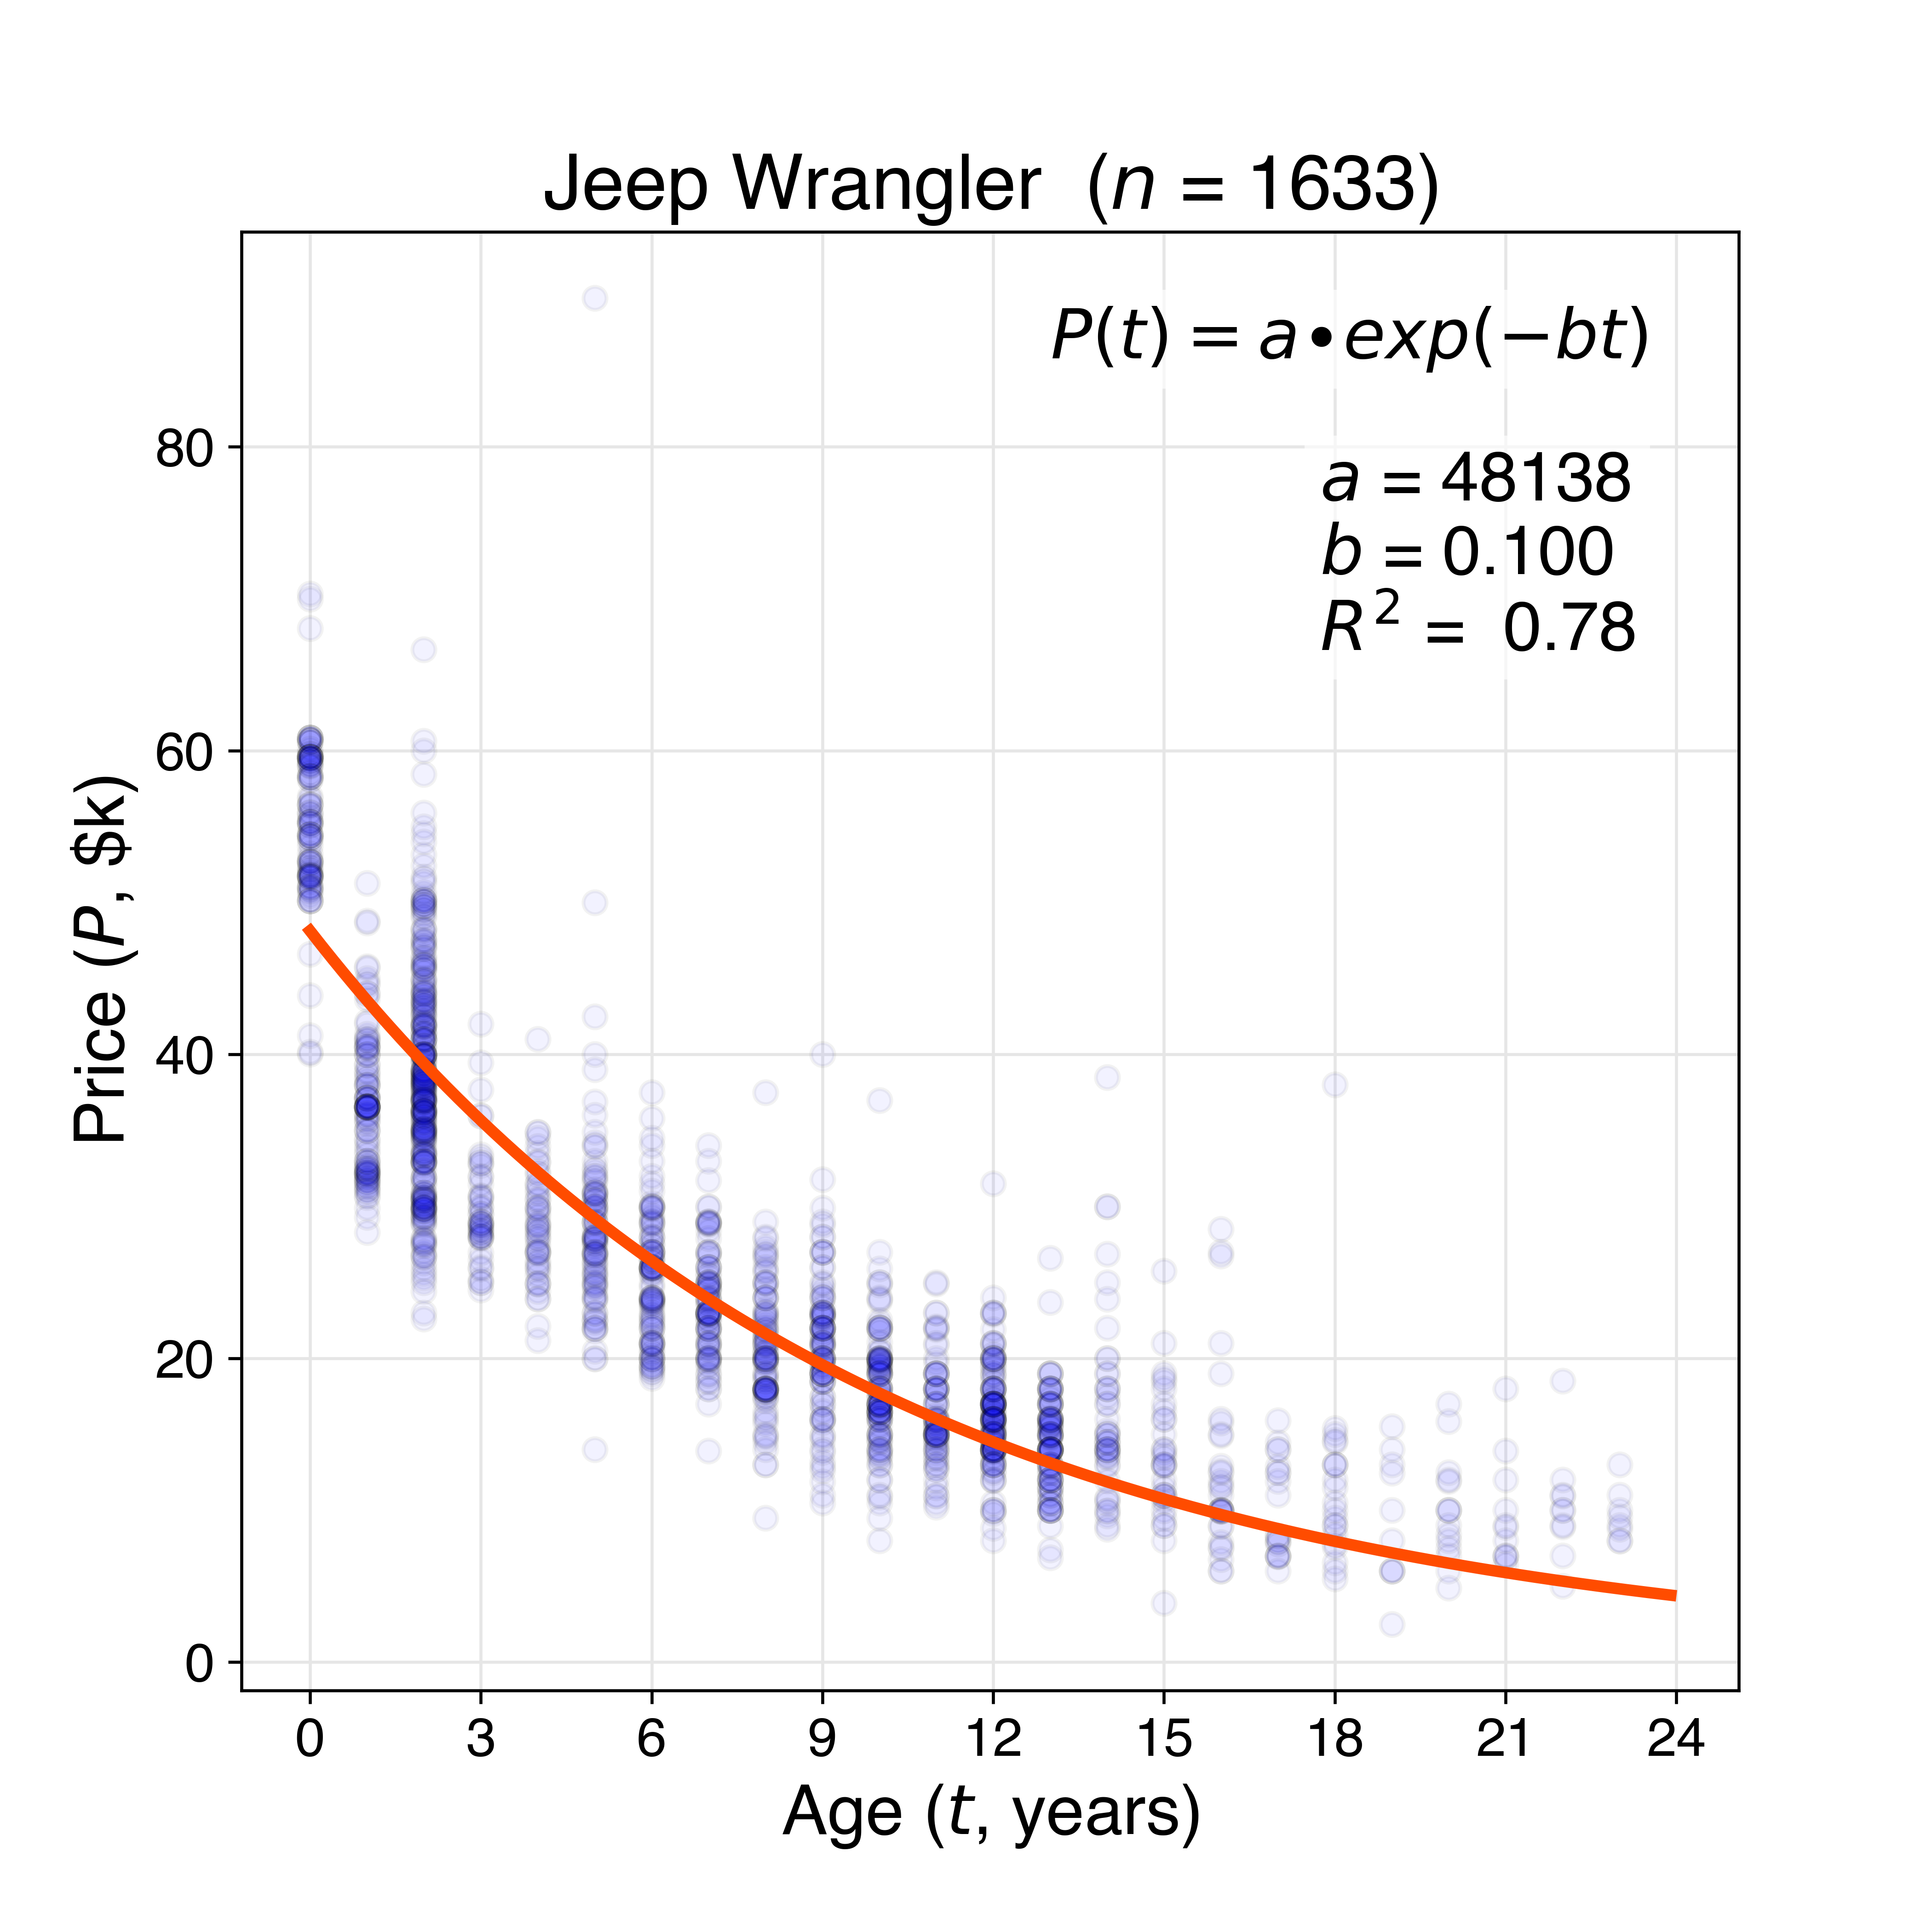 Jeep Wrangler (n = 1633)
P(t) = a•exp(−bt)
a = 48138
b = 0.100
R² = 0.78
Price (P, $k)
80
60
40
20
0
0 3 6 9 12 15 18 21 24
Age (t, years)